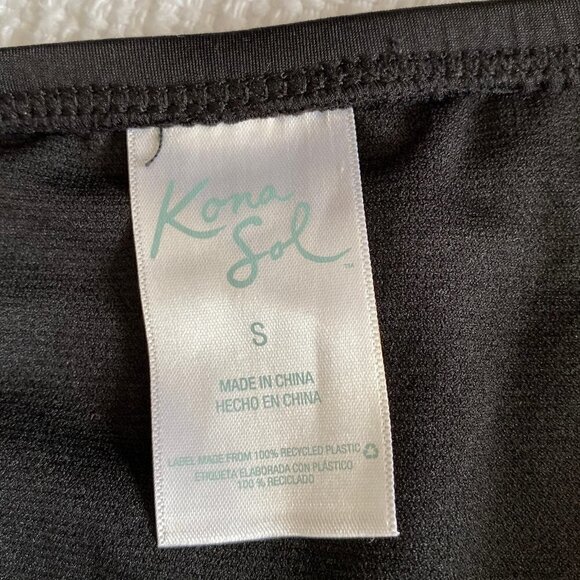 Kona
Sol™
S
MADE IN CHINA
HECHO EN CHINA
LABEL MADE FROM 100% RECYCLED PLASTIC
ETIQUETA ELABORADA CON PLÁSTICO
100 % RECICLADO